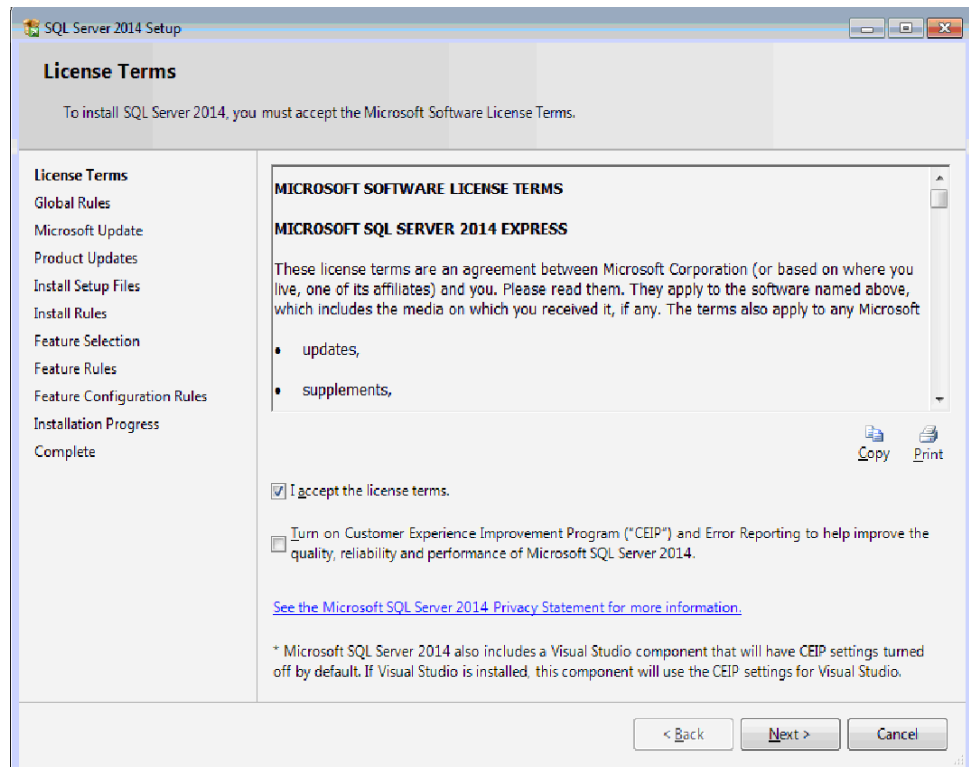 SQL Server 2014 Setup
License Terms
To install SQL Server 2014, you must accept the Microsoft Software License Terms.
License Terms
Global Rules
Microsoft Update
Product Updates
Install Setup Files
Install Rules
Feature Selection
Feature Rules
Feature Configuration Rules
Installation Progress
Complete
MICROSOFT SOFTWARE LICENSE TERMS
MICROSOFT SQL SERVER 2014 EXPRESS
These license terms are an agreement between Microsoft Corporation (or based on where you
live, one of its affiliates) and you. Please read them. They apply to the software named above,
which includes the media on which you received it, if any. The terms also apply to any Microsoft
• updates,
• supplements,
Copy Print
I accept the license terms.
Turn on Customer Experience Improvement Program ("CEIP") and Error Reporting to help improve the
quality, reliability and performance of Microsoft SQL Server 2014.
See the Microsoft SQL Server 2014 Privacy Statement for more information.
* Microsoft SQL Server 2014 also includes a Visual Studio component that will have CEIP settings turned
off by default. If Visual Studio is installed, this component will use the CEIP settings for Visual Studio.
< Back Next > Cancel